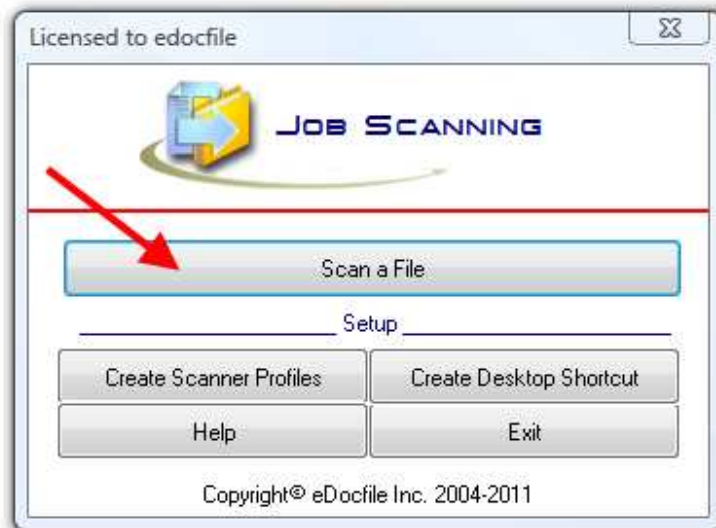 Licensed to edocfile
JOB SCANNING
Scan a File
Setup
Create Scanner Profiles Create Desktop Shortcut
Help Exit
Copyright© eDocfile Inc. 2004-2011